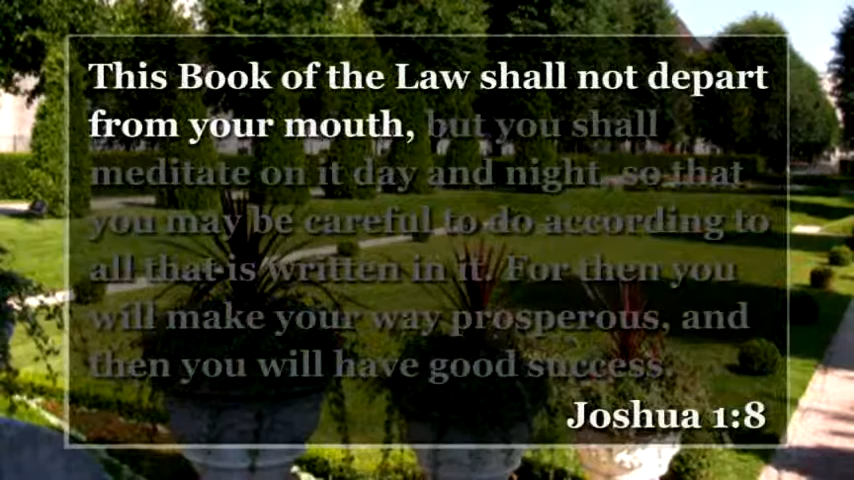 This Book of the Law shall not depart
from your mouth, but you shall
meditate on it day and night, so that
you may be careful to do according to
all that is written in it. For then you
will make your way prosperous, and
then you will have good success.
Joshua 1:8